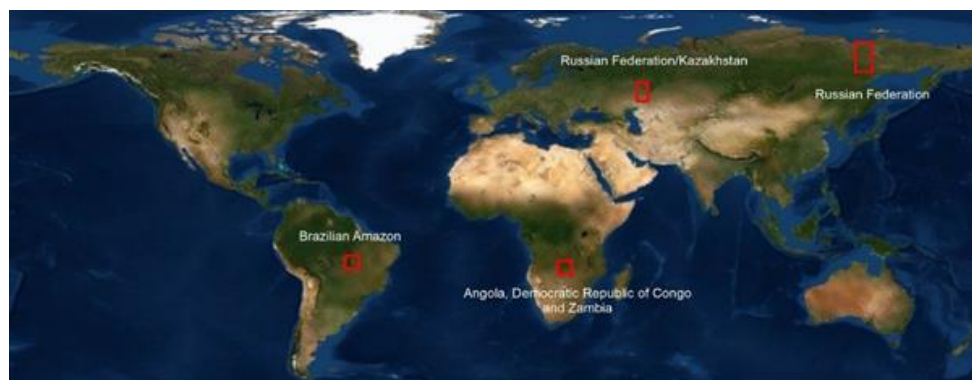 Russian Federation/Kazakhstan
Russian Federation
Brazilian Amazon
Angola, Democratic Republic of Congo
and Zambia